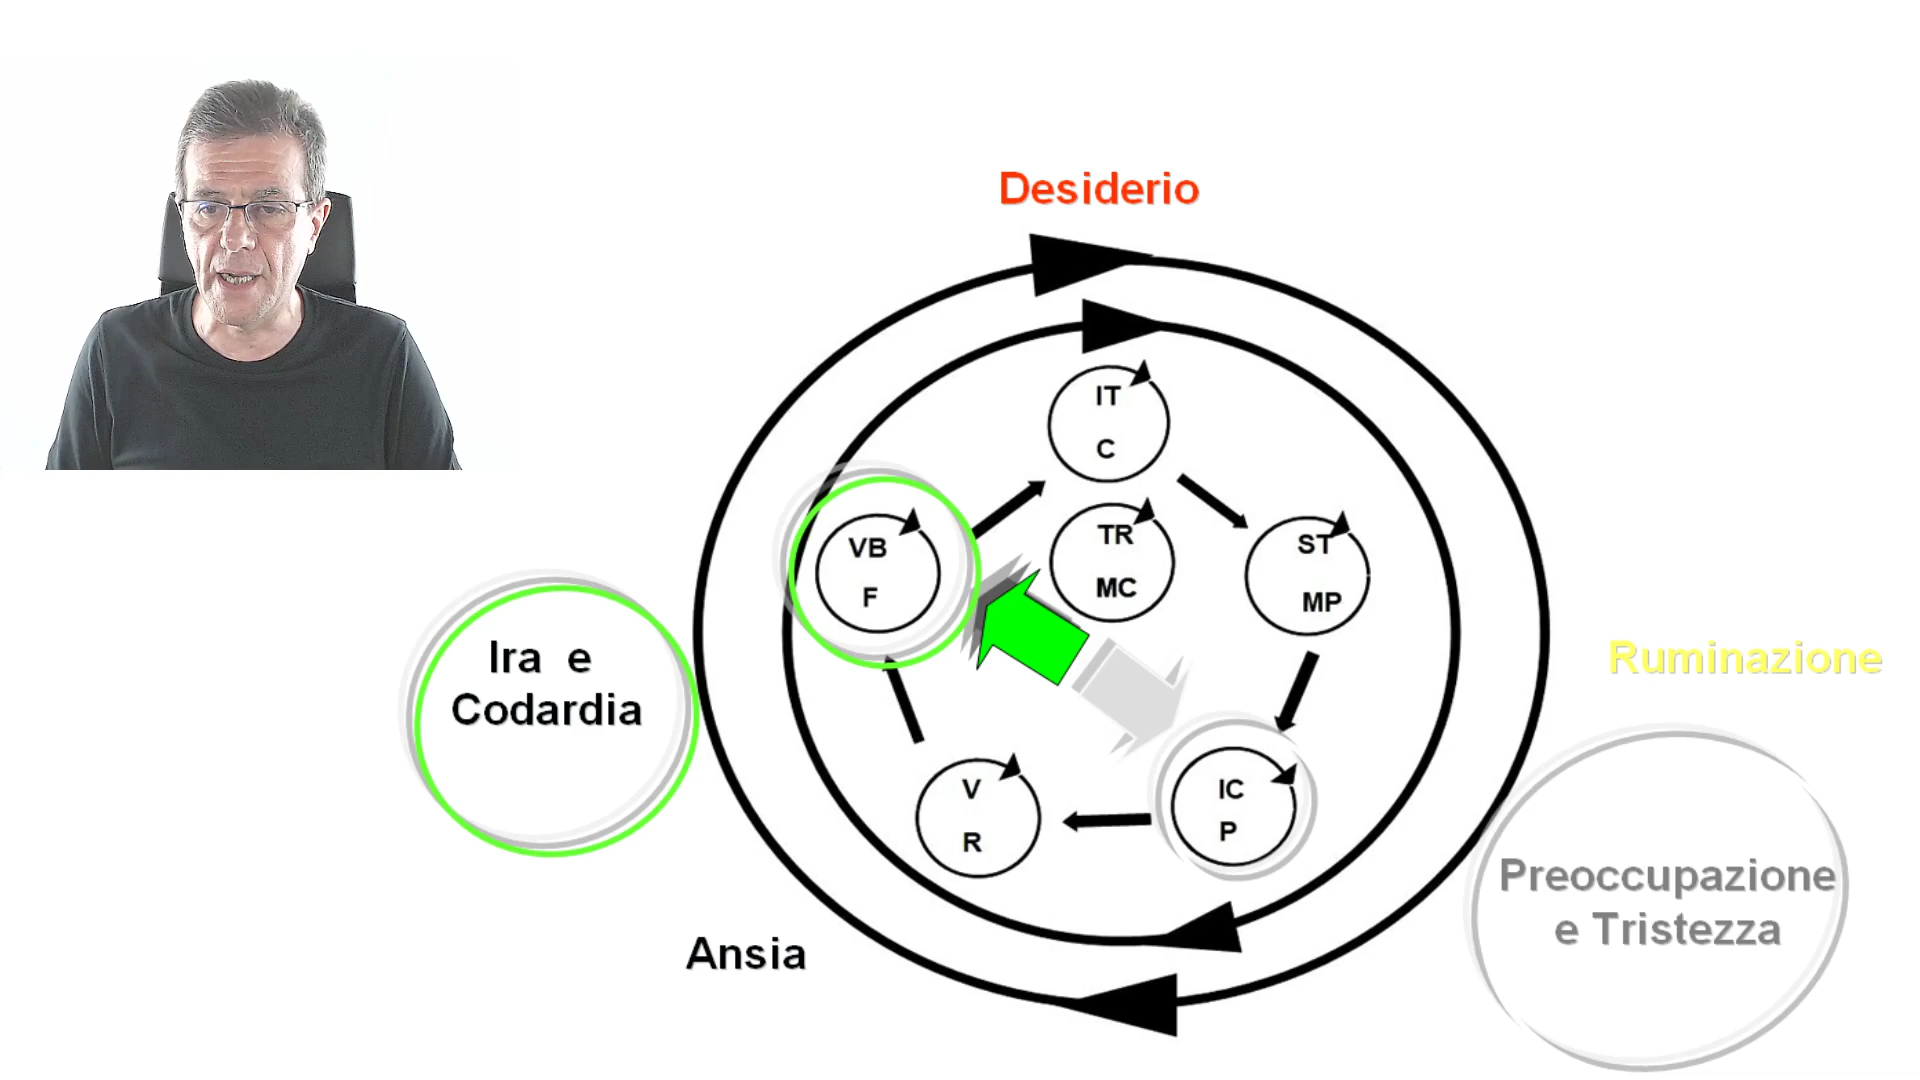 Desiderio
IT
C
VB
F
TR
MC
ST
MP
Ira e
Codardia
Ruminazione
V
R
IC
P
Preoccupazione
e Tristezza
Ansia